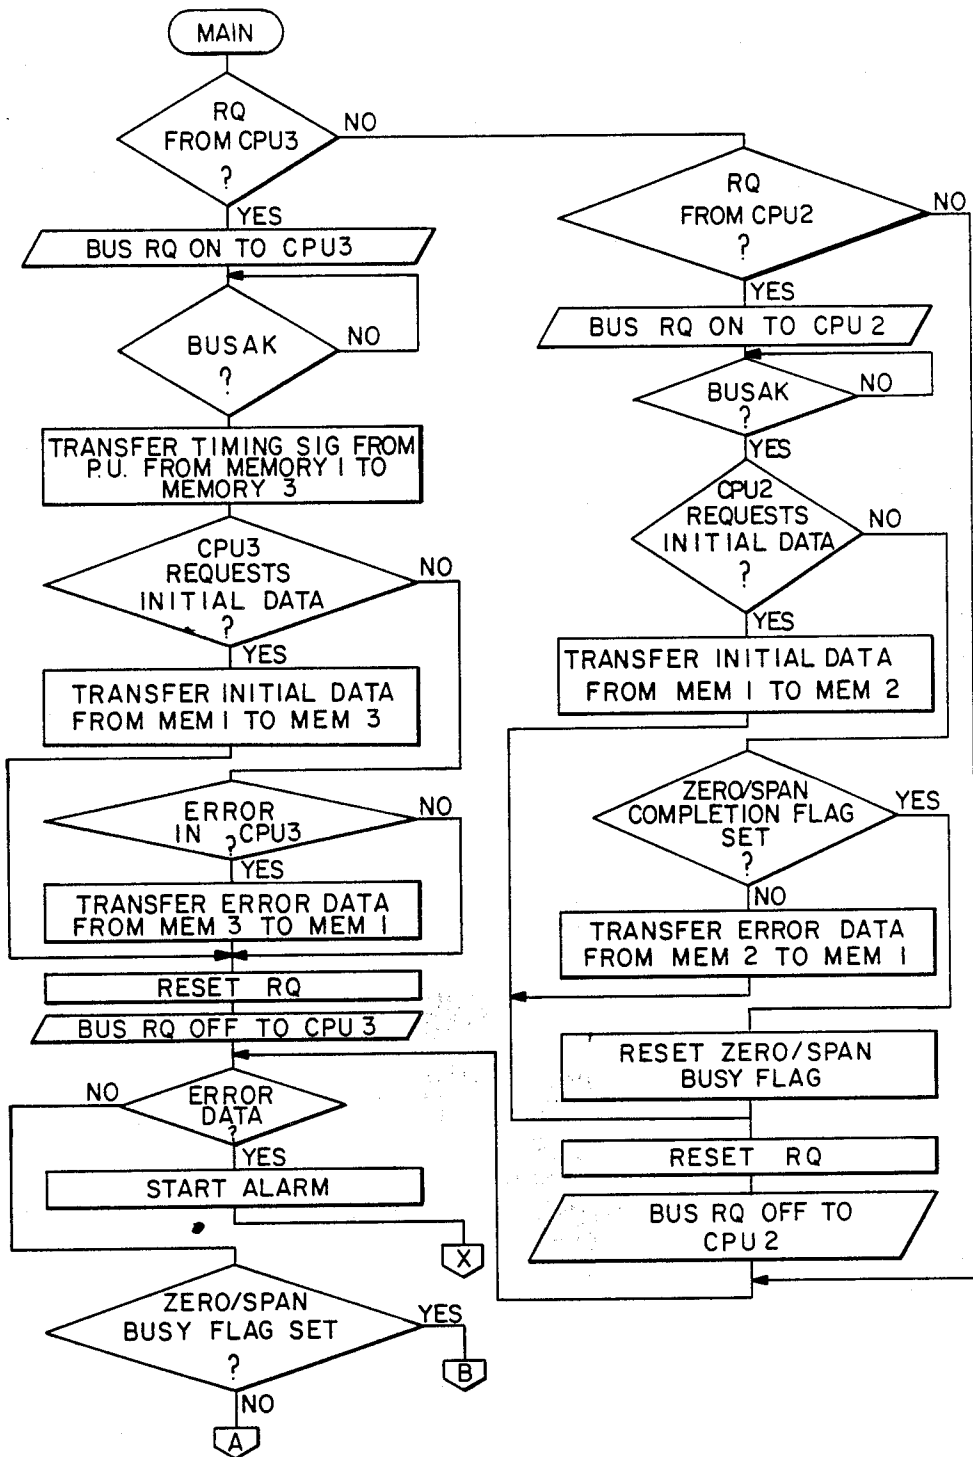 MAIN
RQ
FROM CPU3
?
NO
YES
BUS RQ ON TO CPU3
BUSAK
?
NO
TRANSFER TIMING SIG FROM
P.U. FROM MEMORY 1 TO
MEMORY 3
CPU3
REQUESTS
INITIAL DATA
?
NO
YES
TRANSFER INITIAL DATA
FROM MEM 1 TO MEM 3
ERROR
IN CPU3
?
NO
YES
TRANSFER ERROR DATA
FROM MEM 3 TO MEM 1
RESET RQ
BUS RQ OFF TO CPU 3
ERROR
DATA
?
NO
YES
START ALARM
X
ZERO/SPAN
BUSY FLAG SET
?
YES
B
NO
A
RQ
FROM CPU2
?
NO
YES
BUS RQ ON TO CPU 2
BUSAK
?
NO
YES
CPU2
REQUESTS
INITIAL DATA
?
NO
YES
TRANSFER INITIAL DATA
FROM MEM 1 TO MEM 2
ZERO/SPAN
COMPLETION FLAG
SET
?
YES
NO
TRANSFER ERROR DATA
FROM MEM 2 TO MEM 1
RESET ZERO/SPAN
BUSY FLAG
RESET RQ
BUS RQ OFF TO
CPU 2